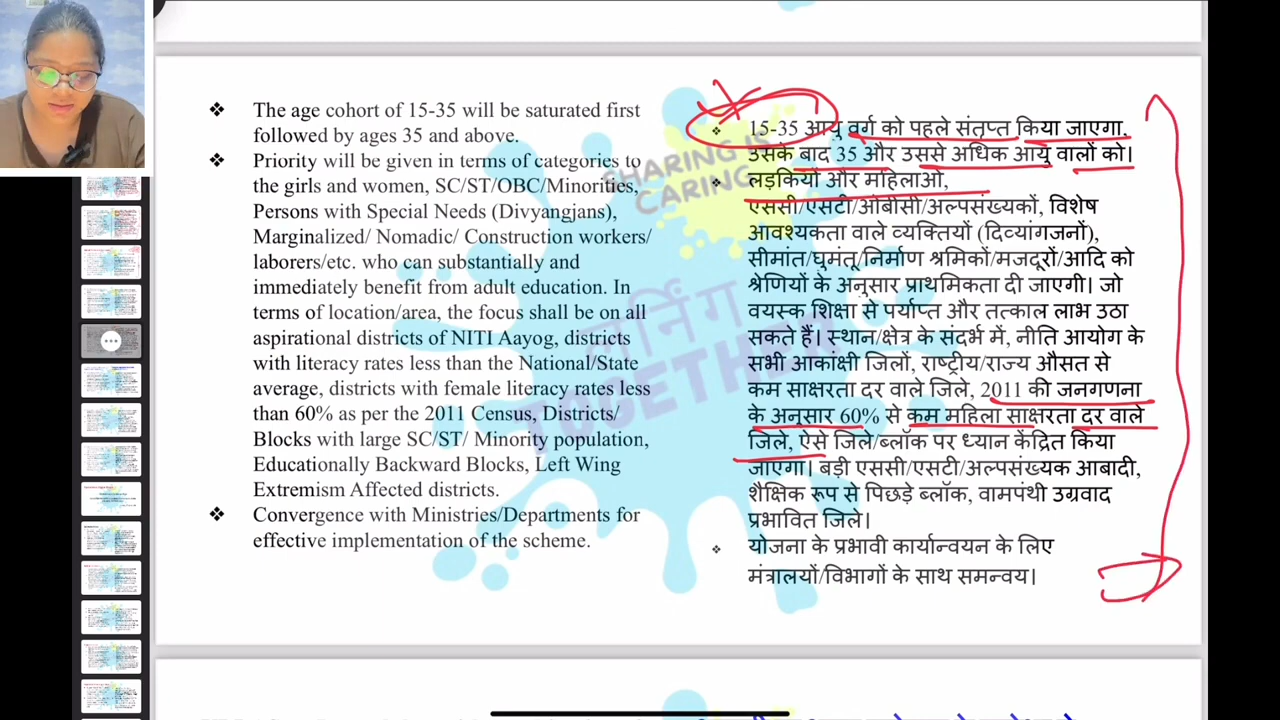 The age cohort of 15-35 will be saturated first
followed by ages 35 and above.
Priority will be given in terms of categories to
the girls and women, SC/ST/OBC/Minorities,
Persons with Special Needs (Divyangjans),
Marginalized/ Nomadic/ Construction workers/
laborers/etc. who can substantially and
immediately benefit from adult education. In
terms of location/area, the focus shall be on all
aspirational districts of NITI Aayog, districts
with literacy rates less than the National/State
average, districts with female literacy rates less
than 60% as per the 2011 Census, Districts/
Blocks with large SC/ST/ Minority population,
Educationally Backward Blocks, Left Wing
Extremism Affected districts.
Convergence with Ministries/Departments for
effective implementation of the scheme.
15-35 आयु वर्ग को पहले संतृप्त किया जाएगा,
उसके बाद 35 और उससे अधिक आयु वालों को।
लड़कियों और महिलाओं,
एससी/एसटी/ओबीसी/अल्पसंख्यकों, विशेष
आवश्यकता वाले व्यक्तियों (दिव्यांगजनों),
सीमांत/घुमंतू/निर्माण श्रमिकों/मजदूरों/आदि को
श्रेणियों के अनुसार प्राथमिकता दी जाएगी। जो
वयस्क शिक्षा से पर्याप्त और तत्काल लाभ उठा
सकते हैं। स्थान/क्षेत्र के संदर्भ में, नीति आयोग के
सभी आकांक्षी जिलों, राष्ट्रीय/राज्य औसत से
कम साक्षरता दर वाले जिले, 2011 की जनगणना
के अनुसार 60% से कम महिला साक्षरता दर वाले
जिले, ऐसे जिले/ब्लॉक पर ध्यान केंद्रित किया
जाएगा। बड़ी एससी/एसटी/अल्पसंख्यक आबादी,
शैक्षिक रूप से पिछड़े ब्लॉक, वामपंथी उग्रवाद
प्रभावित जिले।
योजना के प्रभावी कार्यान्वयन के लिए
मंत्रालयों/विभागों के साथ समन्वय।
SHARING IS
CARING